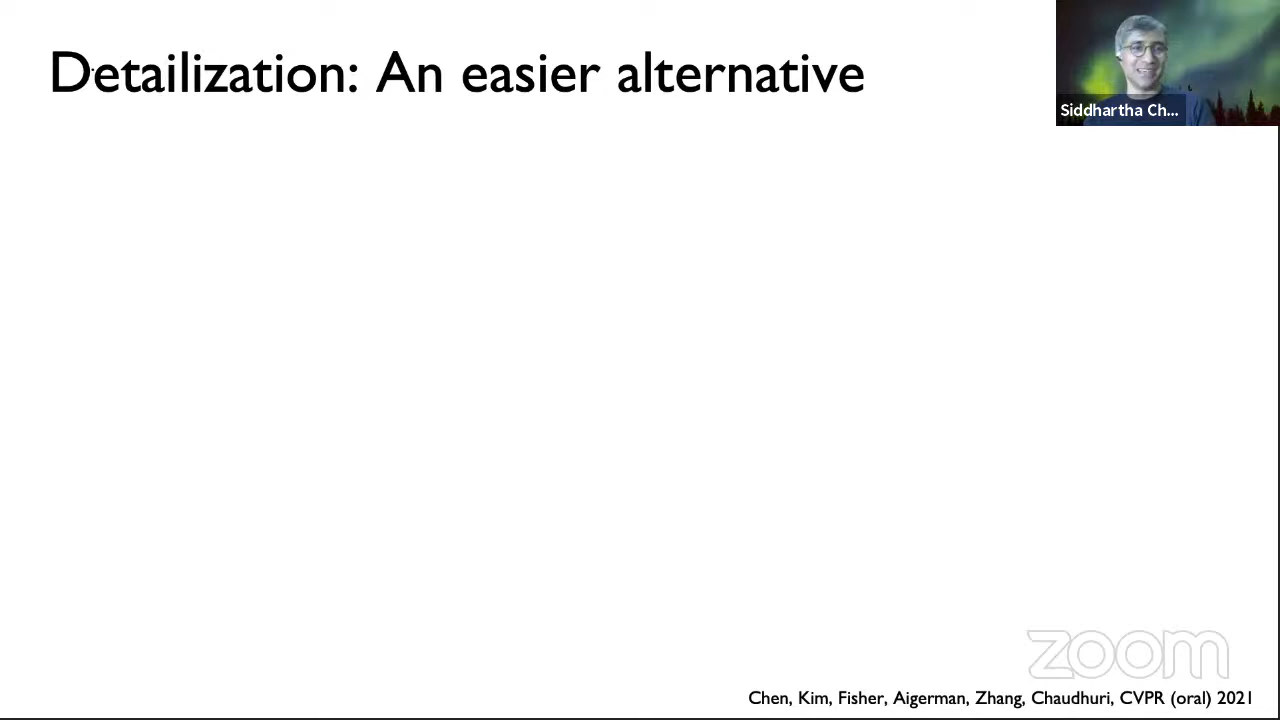 Detailization: An easier alternative
Siddhartha Ch...
zoom
Chen, Kim, Fisher, Aigerman, Zhang, Chaudhuri, CVPR (oral) 2021